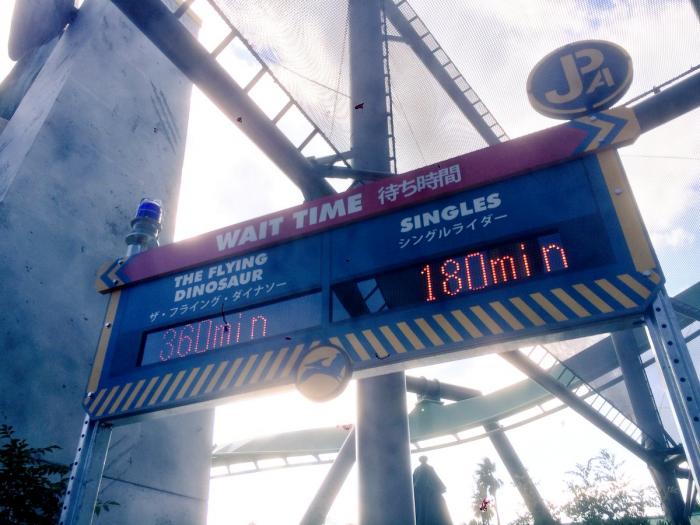 JPA
WAIT TIME 待ち時間
THE FLYING
DINOSAUR
ザ・フライング・ダイナソー
360min
SINGLES
シングルライダー
180min